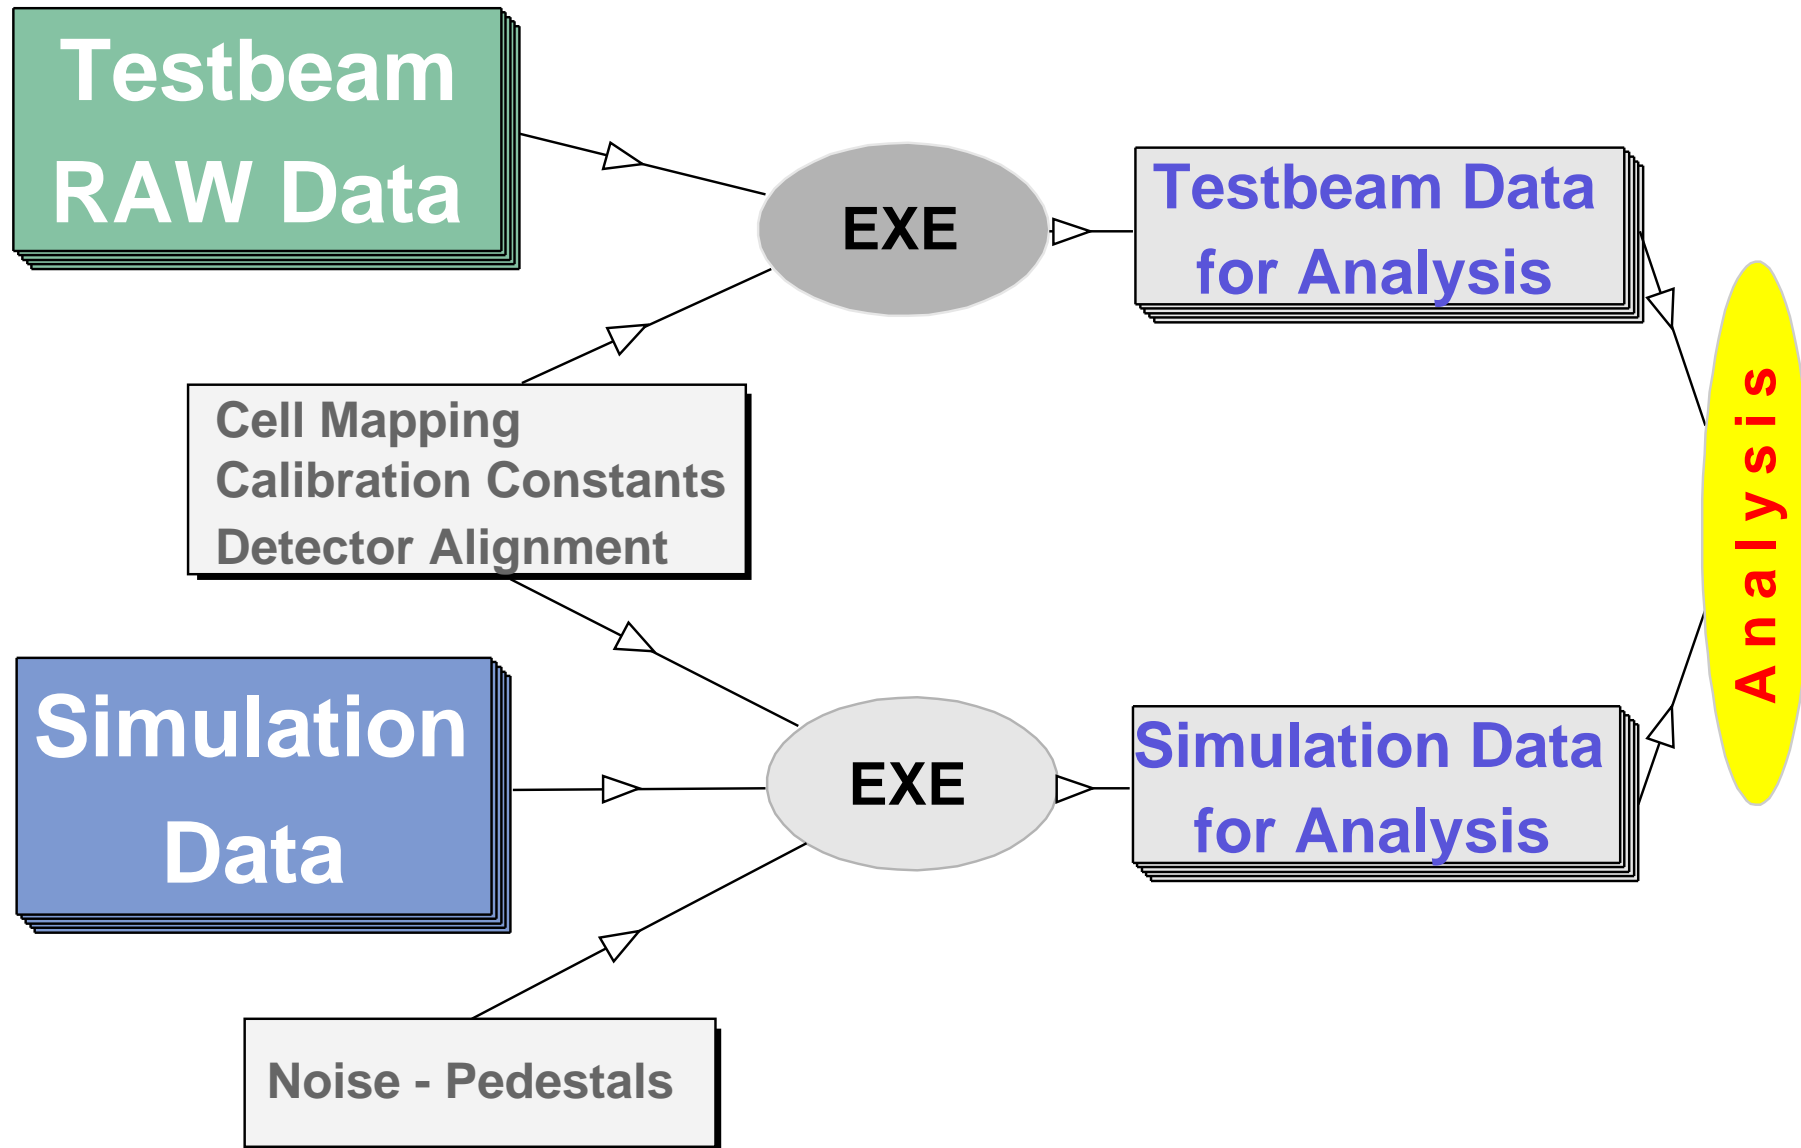 Testbeam
RAW Data
EXE
Testbeam Data
for Analysis
Cell Mapping
Calibration Constants
Detector Alignment
Analysis
Simulation
Data
EXE
Simulation Data
for Analysis
Noise - Pedestals